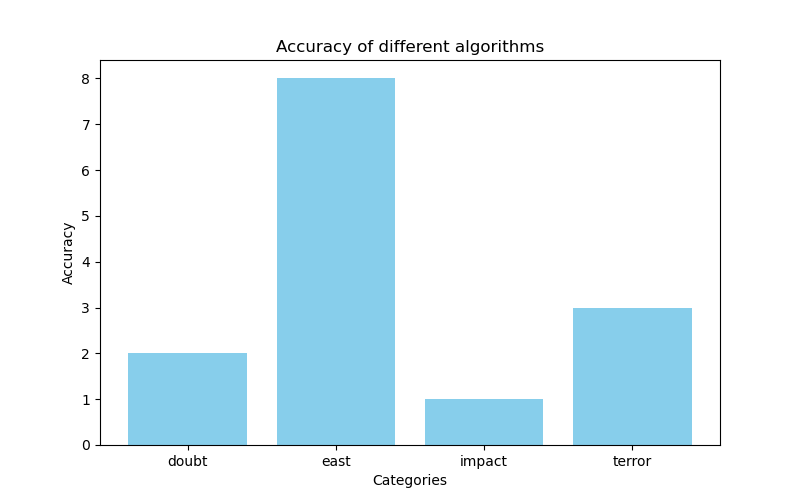 Accuracy of different algorithms
Accuracy
8
7
6
5
4
3
2
1
0
doubt east impact terror
Categories